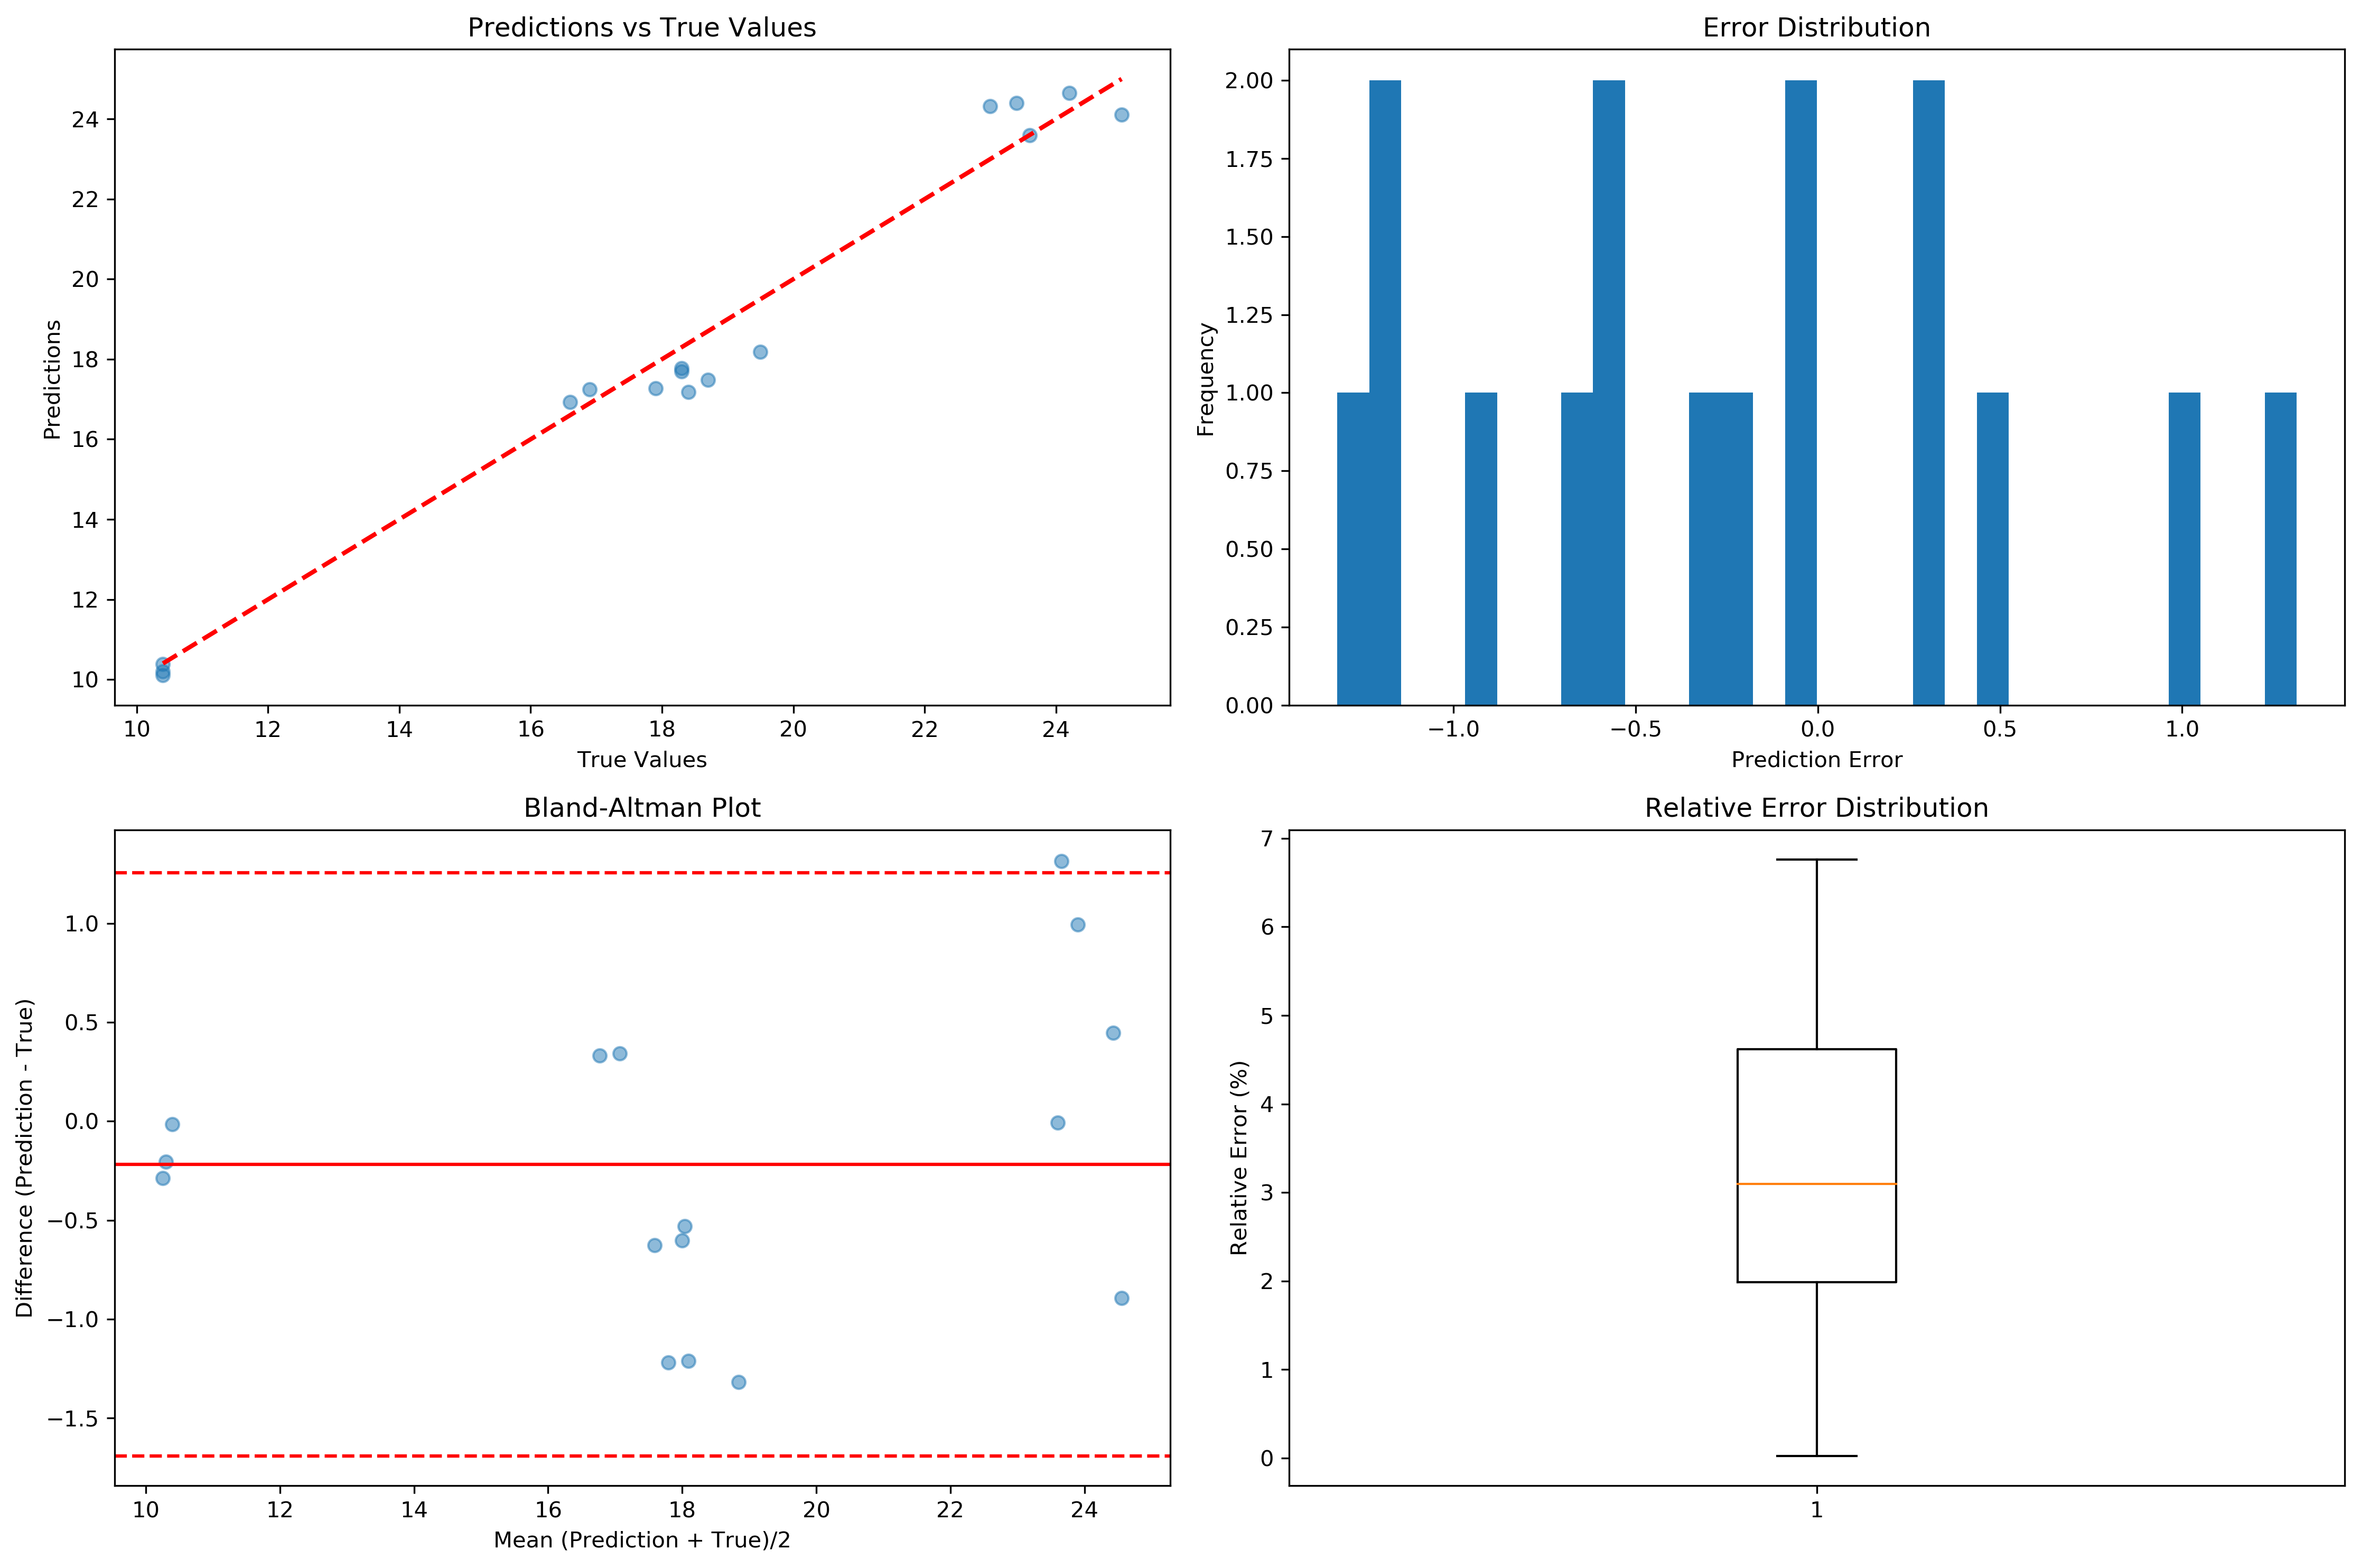 Predictions vs True Values
24
22
20
18
16
14
12
10
Predictions
10 12 14 16 18 20 22 24
True Values
Error Distribution
2.00
1.75
1.50
1.25
1.00
0.75
0.50
0.25
0.00
Frequency
−1.0 −0.5 0.0 0.5 1.0
Prediction Error
Bland-Altman Plot
1.0
0.5
0.0
−0.5
−1.0
−1.5
Difference (Prediction - True)
10 12 14 16 18 20 22 24
Mean (Prediction + True)/2
Relative Error Distribution
7
6
5
4
3
2
1
0
Relative Error (%)
1